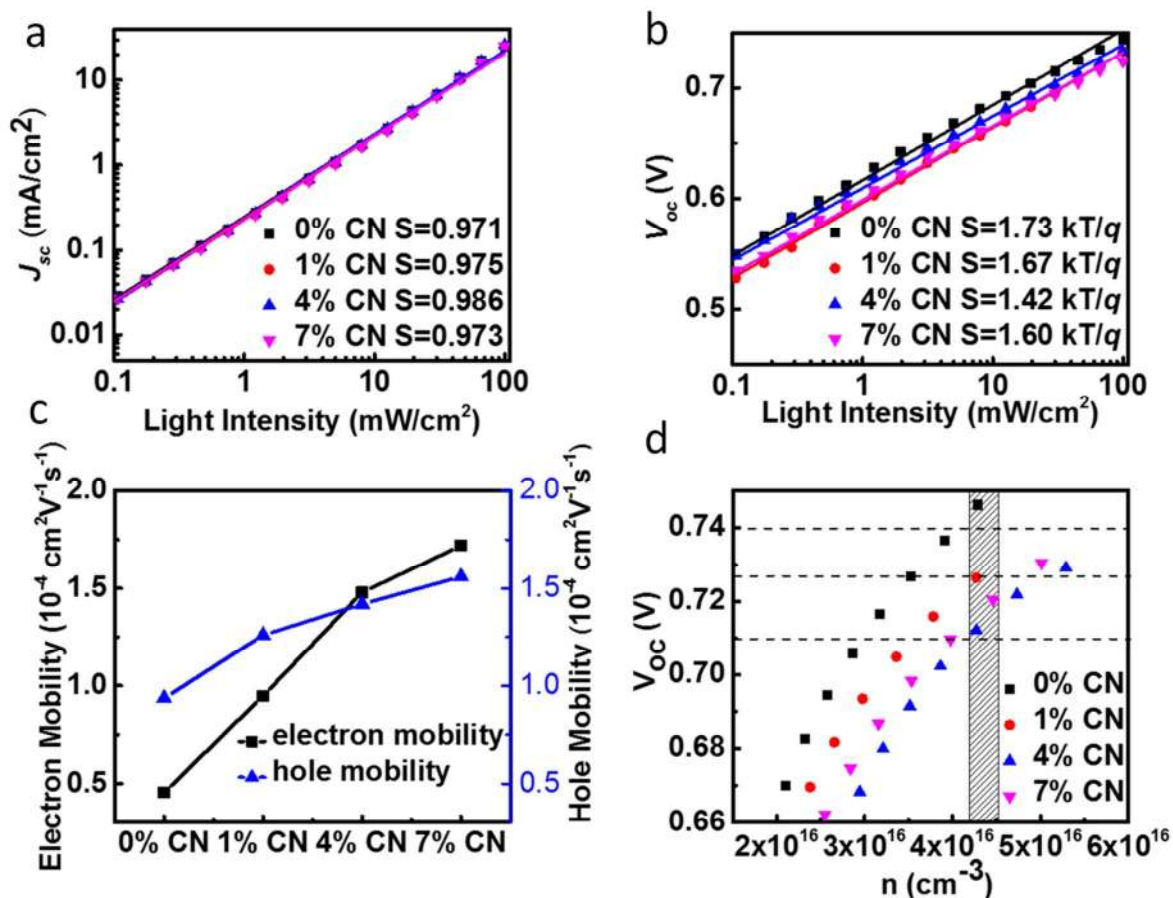 a
10
1
0.1
0.01
J_sc (mA/cm²)
0% CN S=0.971
1% CN S=0.975
4% CN S=0.986
7% CN S=0.973
0.1 1 10 100
Light Intensity (mW/cm²)
b
0.7
0.6
0.5
V_oc (V)
0% CN S=1.73 kT/q
1% CN S=1.67 kT/q
4% CN S=1.42 kT/q
7% CN S=1.60 kT/q
0.1 1 10 100
Light Intensity (mW/cm²)
c
2.0
1.5
1.0
0.5
Electron Mobility (10⁻⁴ cm²V⁻¹s⁻¹)
electron mobility
hole mobility
0% CN 1% CN 4% CN 7% CN
2.0
1.5
1.0
0.5
Hole Mobility (10⁻⁴ cm²V⁻¹s⁻¹)
d
0.74
0.72
0.70
0.68
0.66
V_OC (V)
0% CN
1% CN
4% CN
7% CN
2x10¹⁶ 3x10¹⁶ 4x10¹⁶ 5x10¹⁶ 6x10¹⁶
n (cm⁻³)